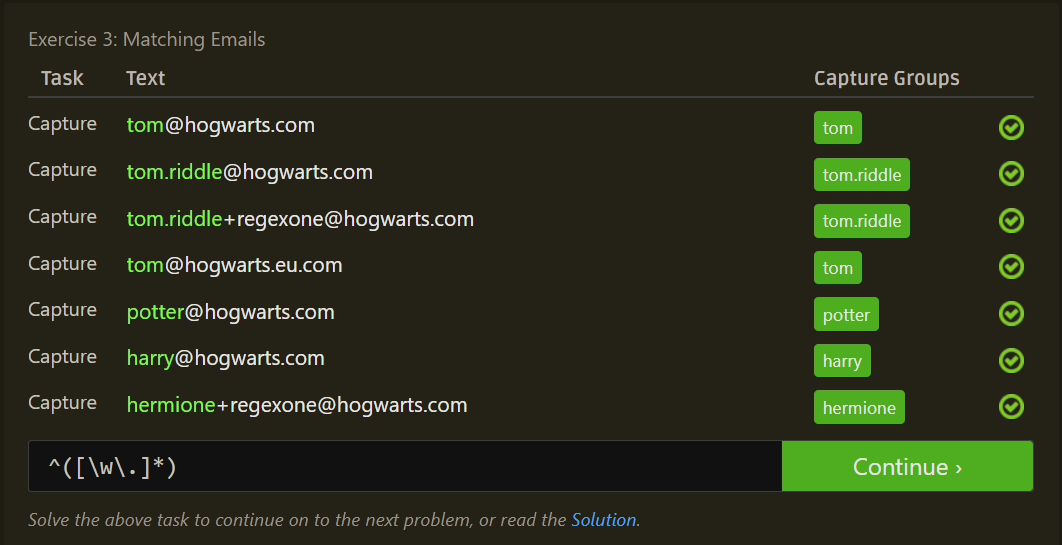 Exercise 3: Matching Emails
Task Text Capture Groups
Capture tom@hogwarts.com tom
Capture tom.riddle@hogwarts.com tom.riddle
Capture tom.riddle+regexone@hogwarts.com tom.riddle
Capture tom@hogwarts.eu.com tom
Capture potter@hogwarts.com potter
Capture harry@hogwarts.com harry
Capture hermione+regexone@hogwarts.com hermione
^([\w\.]*) Continue ›
Solve the above task to continue on to the next problem, or read the Solution.